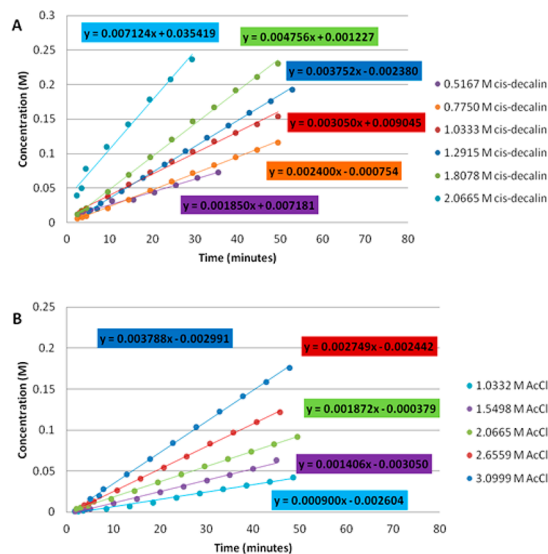 A
y = 0.007124x + 0.035419
y = 0.004756x + 0.001227
y = 0.003752x - 0.002380
y = 0.003050x + 0.009045
y = 0.002400x - 0.000754
y = 0.001850x + 0.007181
Concentration (M)
0.3
0.25
0.2
0.15
0.1
0.05
0
0 10 20 30 40 50 60 70 80
Time (minutes)
0.5167 M cis-decalin
0.7750 M cis-decalin
1.0333 M cis-decalin
1.2915 M cis-decalin
1.8078 M cis-decalin
2.0665 M cis-decalin
B
y = 0.003788x - 0.002991
y = 0.002749x - 0.002442
y = 0.001872x - 0.000379
y = 0.001406x - 0.003050
y = 0.000900x - 0.002604
Concentration (M)
0.25
0.2
0.15
0.1
0.05
0
0 10 20 30 40 50 60 70 80
Time (minutes)
1.0332 M AcCl
1.5498 M AcCl
2.0665 M AcCl
2.6559 M AcCl
3.0999 M AcCl